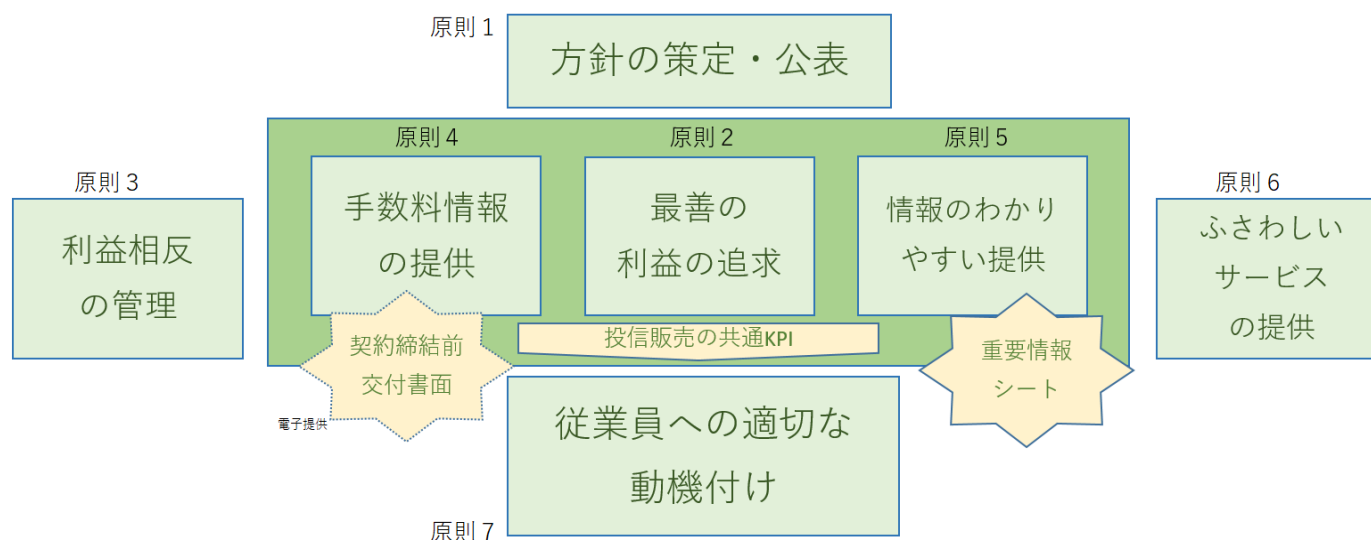 原則 1
方針の策定・公表
原則 4
原則 2
原則 5
原則 3
利益相反
の管理
手数料情報
の提供
最善の
利益の追求
情報のわかり
やすい提供
原則 6
ふさわしい
サービス
の提供
契約締結前
交付書面
電子提供
投信販売の共通KPI
重要情報
シート
従業員への適切な
動機付け
原則 7